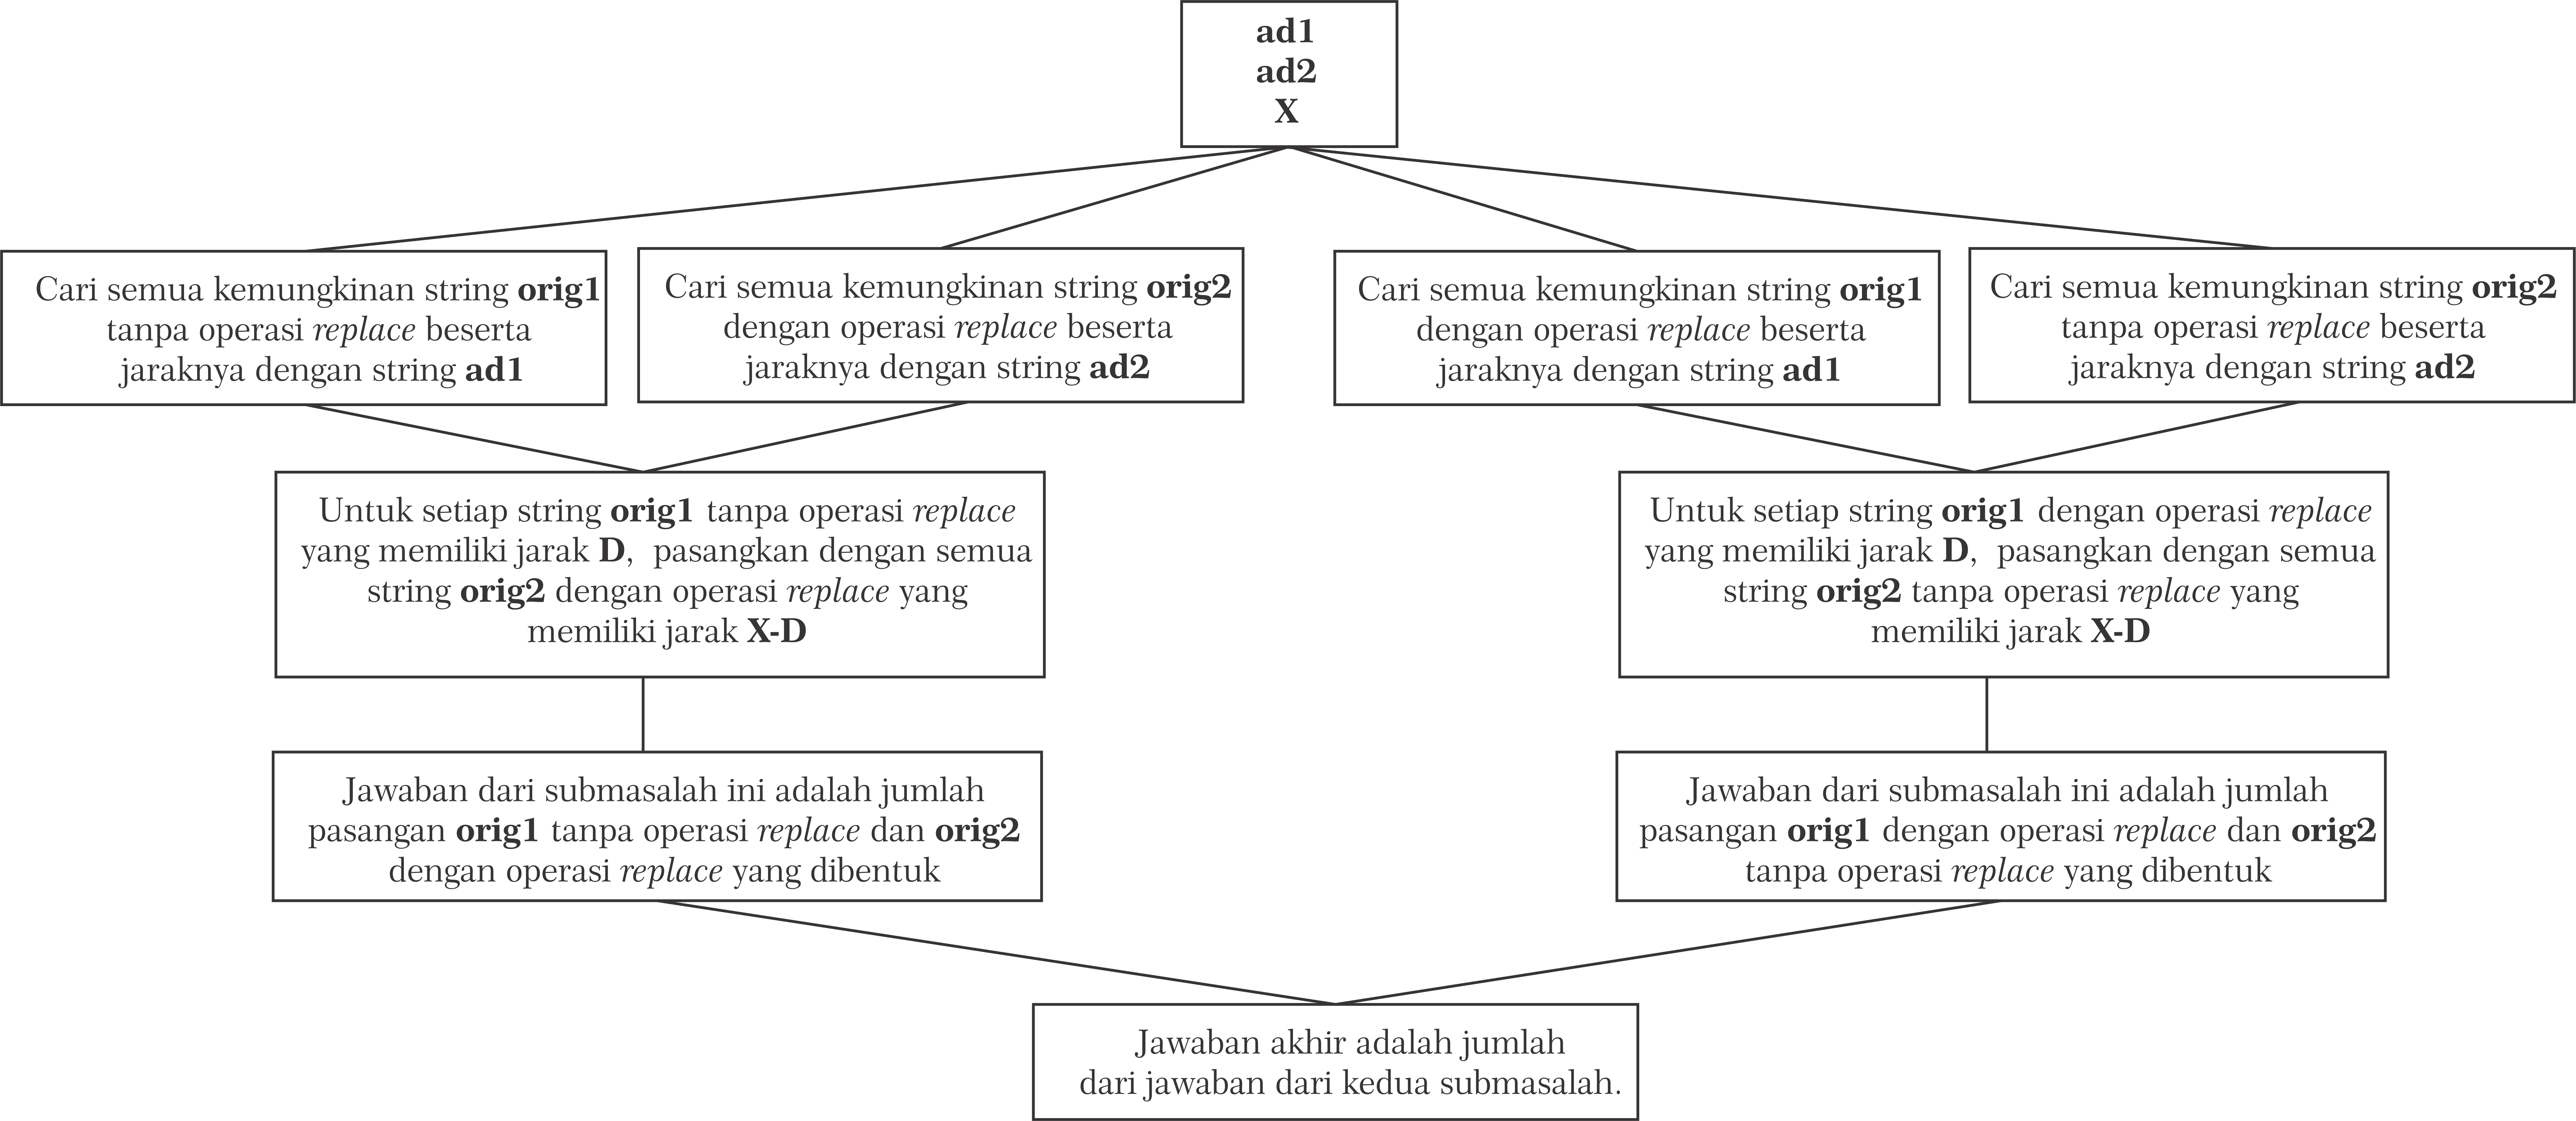 ad1
ad2
X
Cari semua kemungkinan string orig1
tanpa operasi replace beserta
jaraknya dengan string ad1
Cari semua kemungkinan string orig2
dengan operasi replace beserta
jaraknya dengan string ad2
Cari semua kemungkinan string orig1
dengan operasi replace beserta
jaraknya dengan string ad1
Cari semua kemungkinan string orig2
tanpa operasi replace beserta
jaraknya dengan string ad2
Untuk setiap string orig1 tanpa operasi replace
yang memiliki jarak D, pasangkan dengan semua
string orig2 dengan operasi replace yang
memiliki jarak X-D
Untuk setiap string orig1 dengan operasi replace
yang memiliki jarak D, pasangkan dengan semua
string orig2 tanpa operasi replace yang
memiliki jarak X-D
Jawaban dari submasalah ini adalah jumlah
pasangan orig1 tanpa operasi replace dan orig2
dengan operasi replace yang dibentuk
Jawaban dari submasalah ini adalah jumlah
pasangan orig1 dengan operasi replace dan orig2
tanpa operasi replace yang dibentuk
Jawaban akhir adalah jumlah
dari jawaban dari kedua submasalah.